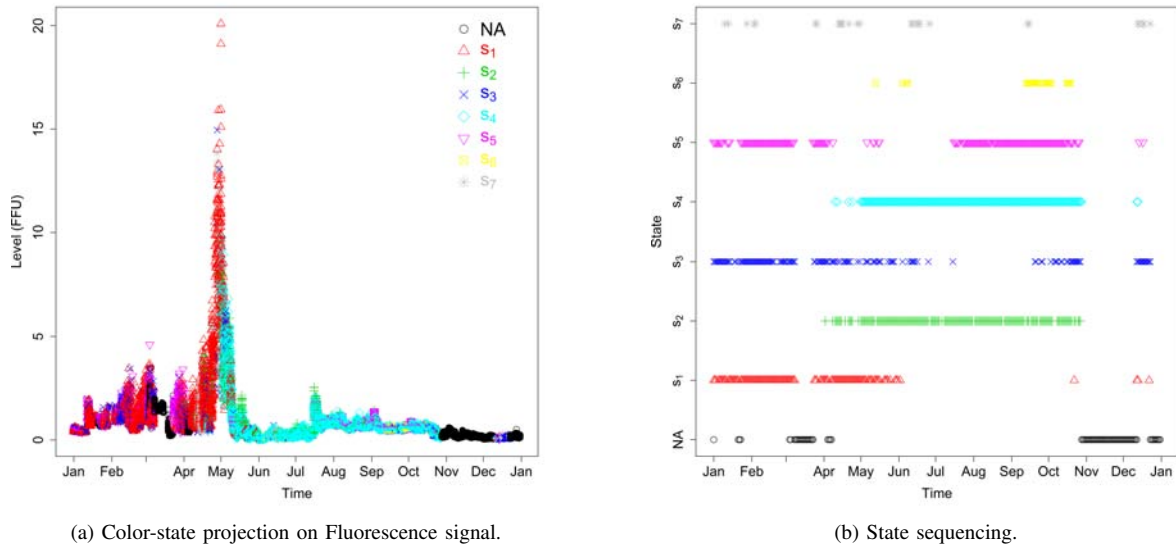 20
15
10
5
0
Level (FFU)
Jan Feb Apr May Jun Jul Aug Sep Oct Nov Dec Jan
Time
NA
s1
s2
s3
s4
s5
s6
s7
(a) Color-state projection on Fluorescence signal.
s7
s6
s5
s4
s3
s2
s1
NA
State
Jan Feb Apr May Jun Jul Aug Sep Oct Nov Dec Jan
Time
(b) State sequencing.